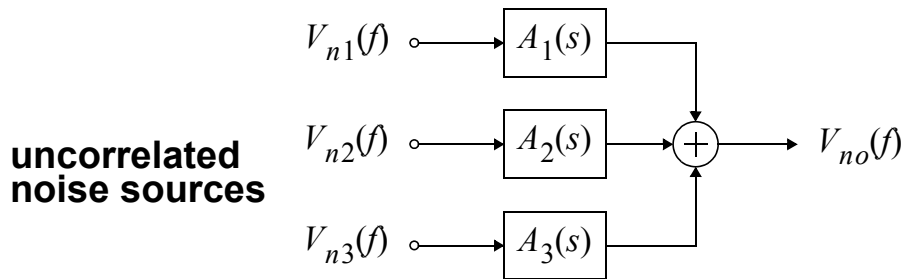 V_{n1}(f) A_1(s)
V_{n2}(f) A_2(s) + V_{no}(f)
uncorrelated
noise sources
V_{n3}(f) A_3(s)